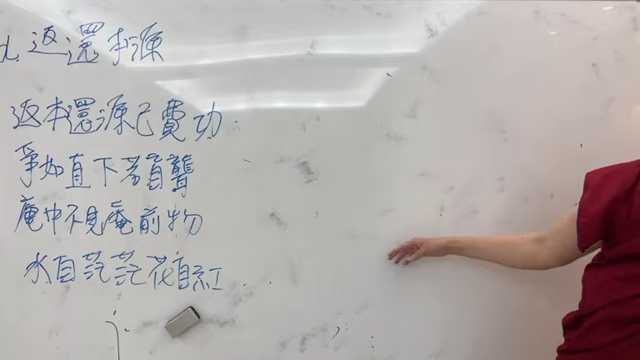 返還本源
返本還源已費功
爭如直下若盲聾
庵中不見庵前物
水自茫茫花自紅